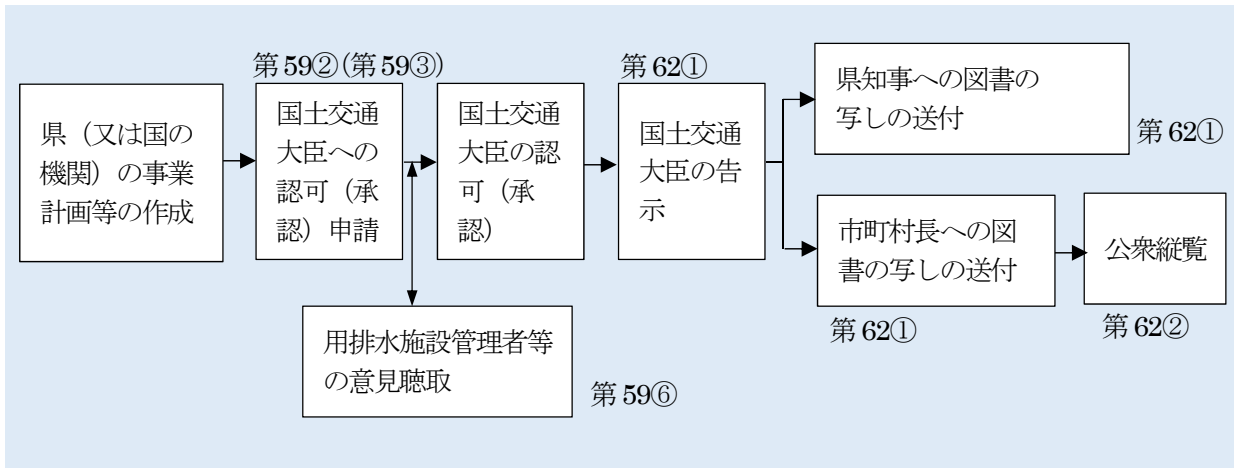 県（又は国の
機関）の事業
計画等の作成
第59②(第59③)
国土交通
大臣への
認可（承
認）申請
国土交通
大臣の認
可（承
認）
第62①
国土交通
大臣の告
示
県知事への図書の
写しの送付
第62①
市町村長への図
書の写しの送付
第62①
公衆縦覧
第62②
用排水施設管理者等
の意見聴取
第59⑥